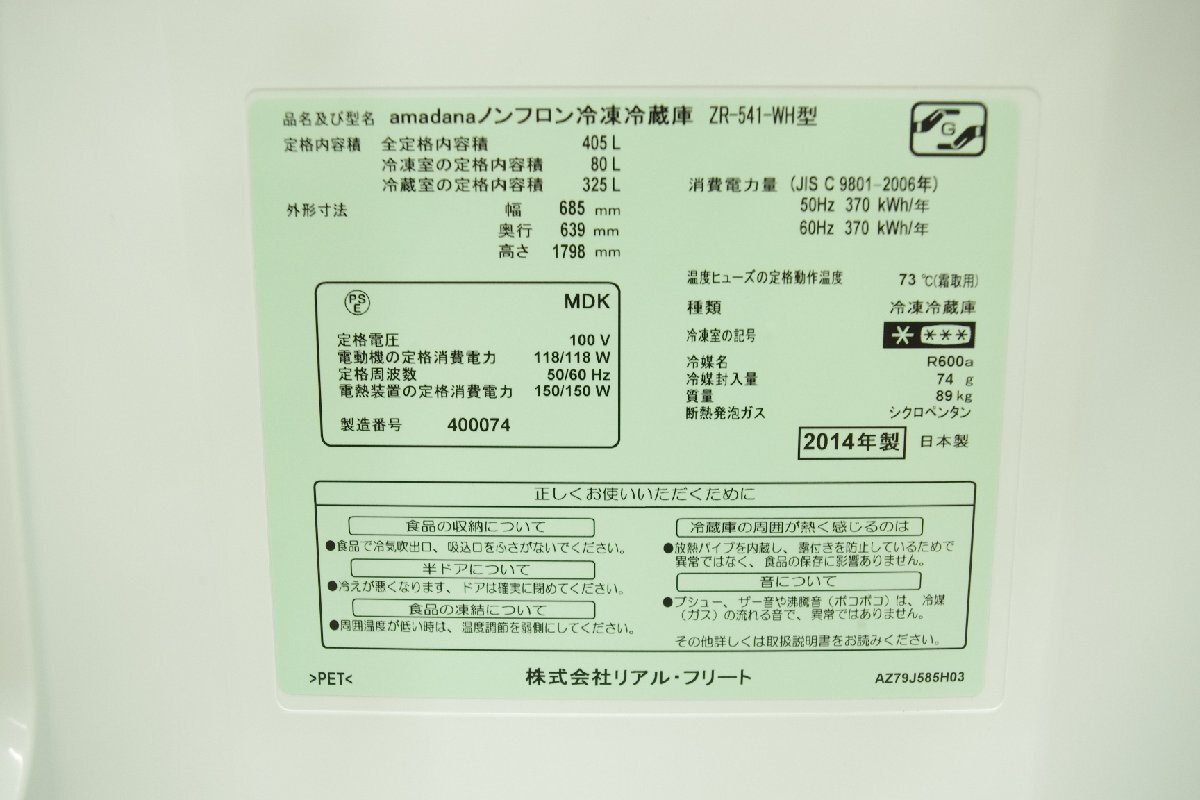 品名及び型名 amadanaノンフロン冷凍冷蔵庫 ZR-541-WH型
G
定格内容積 全定格内容積 405 L
冷凍室の定格内容積 80 L
冷蔵室の定格内容積 325 L
外形寸法 幅 685 mm
奥行 639 mm
高さ 1798 mm
消費電力量 (JIS C 9801-2006年)
50Hz 370 kWh/年
60Hz 370 kWh/年
PS E MDK
定格電圧 100 V
電動機の定格消費電力 118/118 W
定格周波数 50/60 Hz
電熱装置の定格消費電力 150/150 W
製造番号 400074
温度ヒューズの定格動作温度 73 ℃(霜取用)
種類 冷凍冷蔵庫
冷凍室の記号 * ***
冷媒名 R600a
冷媒封入量 74 g
質量 89 kg
断熱発泡ガス シクロペンタン
2014年製 日本製
正しくお使いいただくために
食品の収納について
●食品で冷気吹出口、吸込口をふさがないでください。
半ドアについて
●冷えが悪くなります、ドアは確実に閉めてください。
食品の凍結について
●周囲温度が低い時は、温度調節を弱側にしてください。
冷蔵庫の周囲が熱く感じるのは
●放熱パイプを内蔵し、露付きを防止しているためで
異常ではなく、食品の保存に影響ありません。
音について
●プシュー、ザー音や沸騰音(ポコポコ)は、冷媒
(ガス)の流れる音で、異常ではありません。
その他詳しくは取扱説明書をお読みください。
>PET< 株式会社リアル・フリート AZ79J585H03